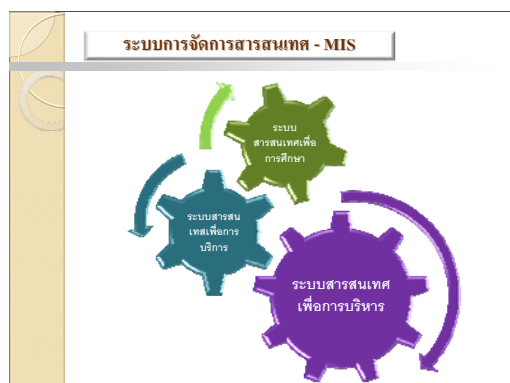 ระบบการจัดการสารสนเทศ - MIS
ระบบ
สารสนเทศเพื่อ
การศึกษา
ระบบสารสน
เทสเพื่อการ
บริการ
ระบบสารสนเทศ
เพื่อการบริหาร